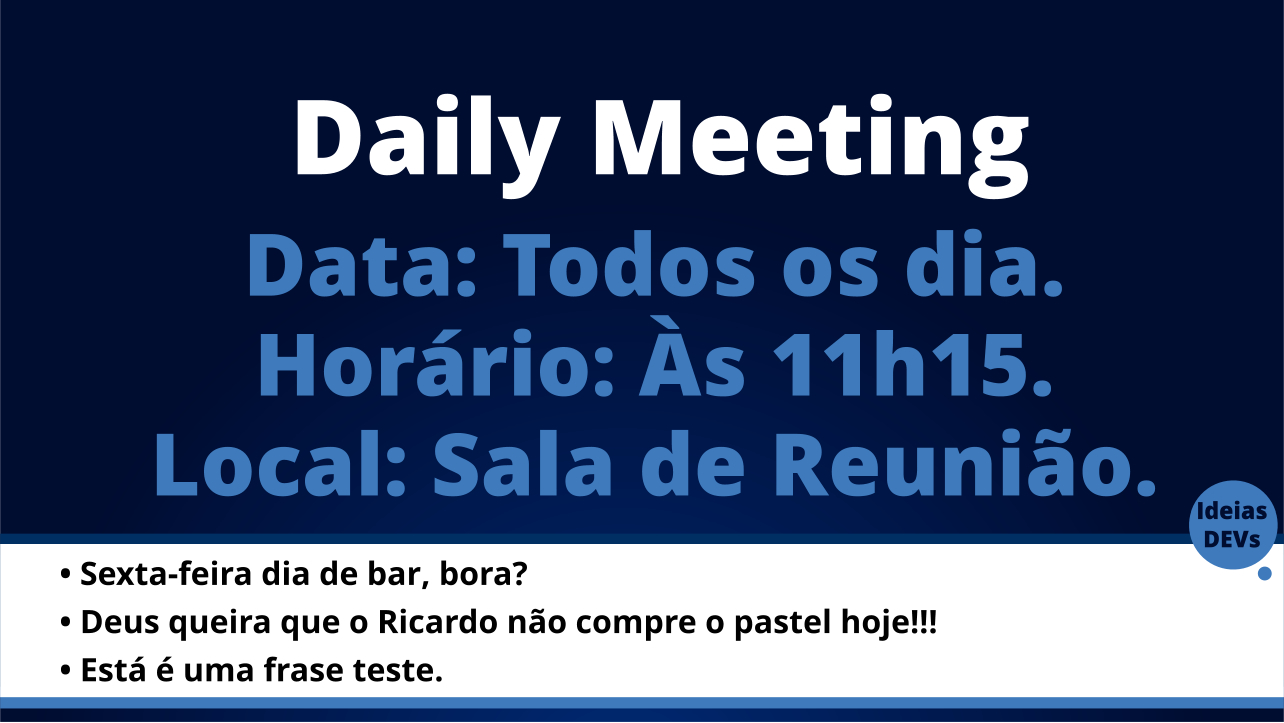 Daily Meeting
Data: Todos os dia.
Horário: Às 11h15.
Local: Sala de Reunião.
Ideias
DEVs
• Sexta-feira dia de bar, bora?
• Deus queira que o Ricardo não compre o pastel hoje!!!
• Está é uma frase teste.